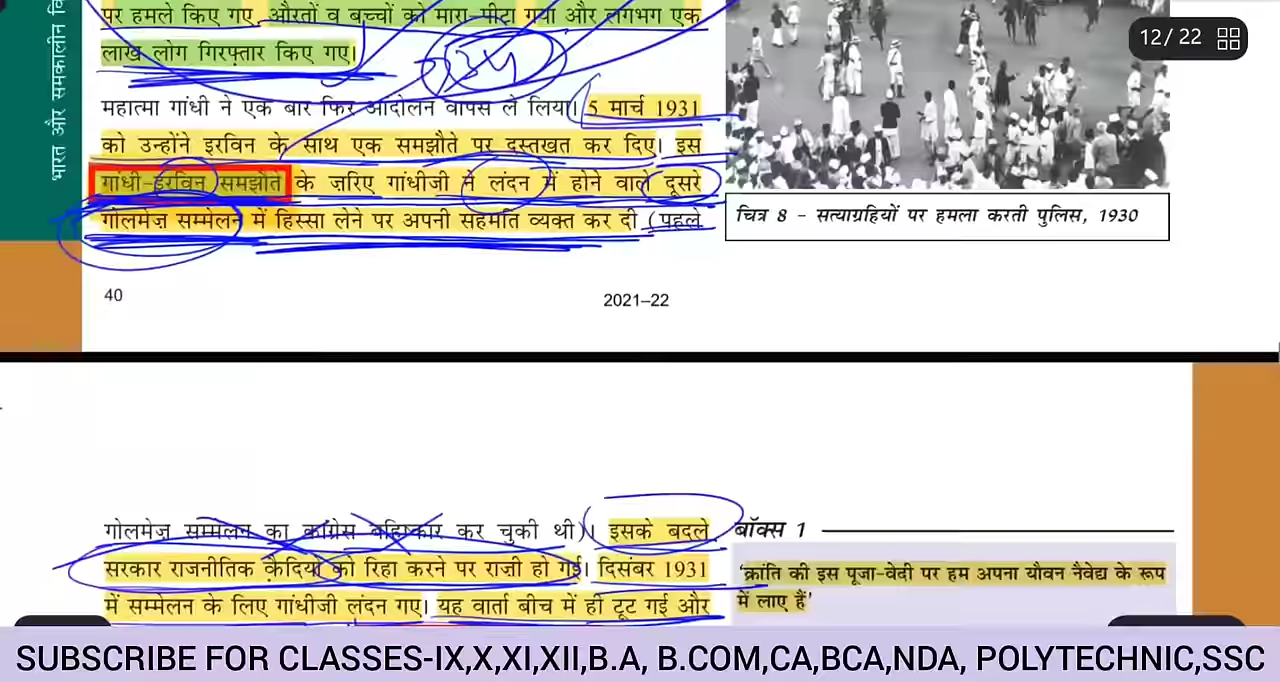 भारत और समकालीन वि
पर हमले किए गए, औरतों व बच्चों को मारा-पीटा गया और लगभग एक
लाख लोग गिरफ़्तार किए गए।
महात्मा गांधी ने एक बार फिर आंदोलन वापस ले लिया। 5 मार्च 1931
को उन्होंने इरविन के साथ एक समझौते पर दस्तखत कर दिए। इस
गांधी-इरविन समझौते के ज़रिए गांधीजी ने लंदन में होने वाले दूसरे
गोलमेज़ सम्मेलन में हिस्सा लेने पर अपनी सहमति व्यक्त कर दी (पहले
12/ 22
चित्र 8 – सत्याग्रहियों पर हमला करती पुलिस, 1930
40
2021–22
गोलमेज़ सम्मेलन का कांग्रेस बहिष्कार कर चुकी थी)। इसके बदले
सरकार राजनीतिक कैदियों को रिहा करने पर राजी हो गई। दिसंबर 1931
में सम्मेलन के लिए गांधीजी लंदन गए। यह वार्ता बीच में ही टूट गई और
बॉक्स 1
'क्रांति की इस पूजा-वेदी पर हम अपना यौवन नैवेद्य के रूप
में लाए हैं'
SUBSCRIBE FOR CLASSES-IX,X,XI,XII,B.A, B.COM,CA,BCA,NDA, POLYTECHNIC,SSC